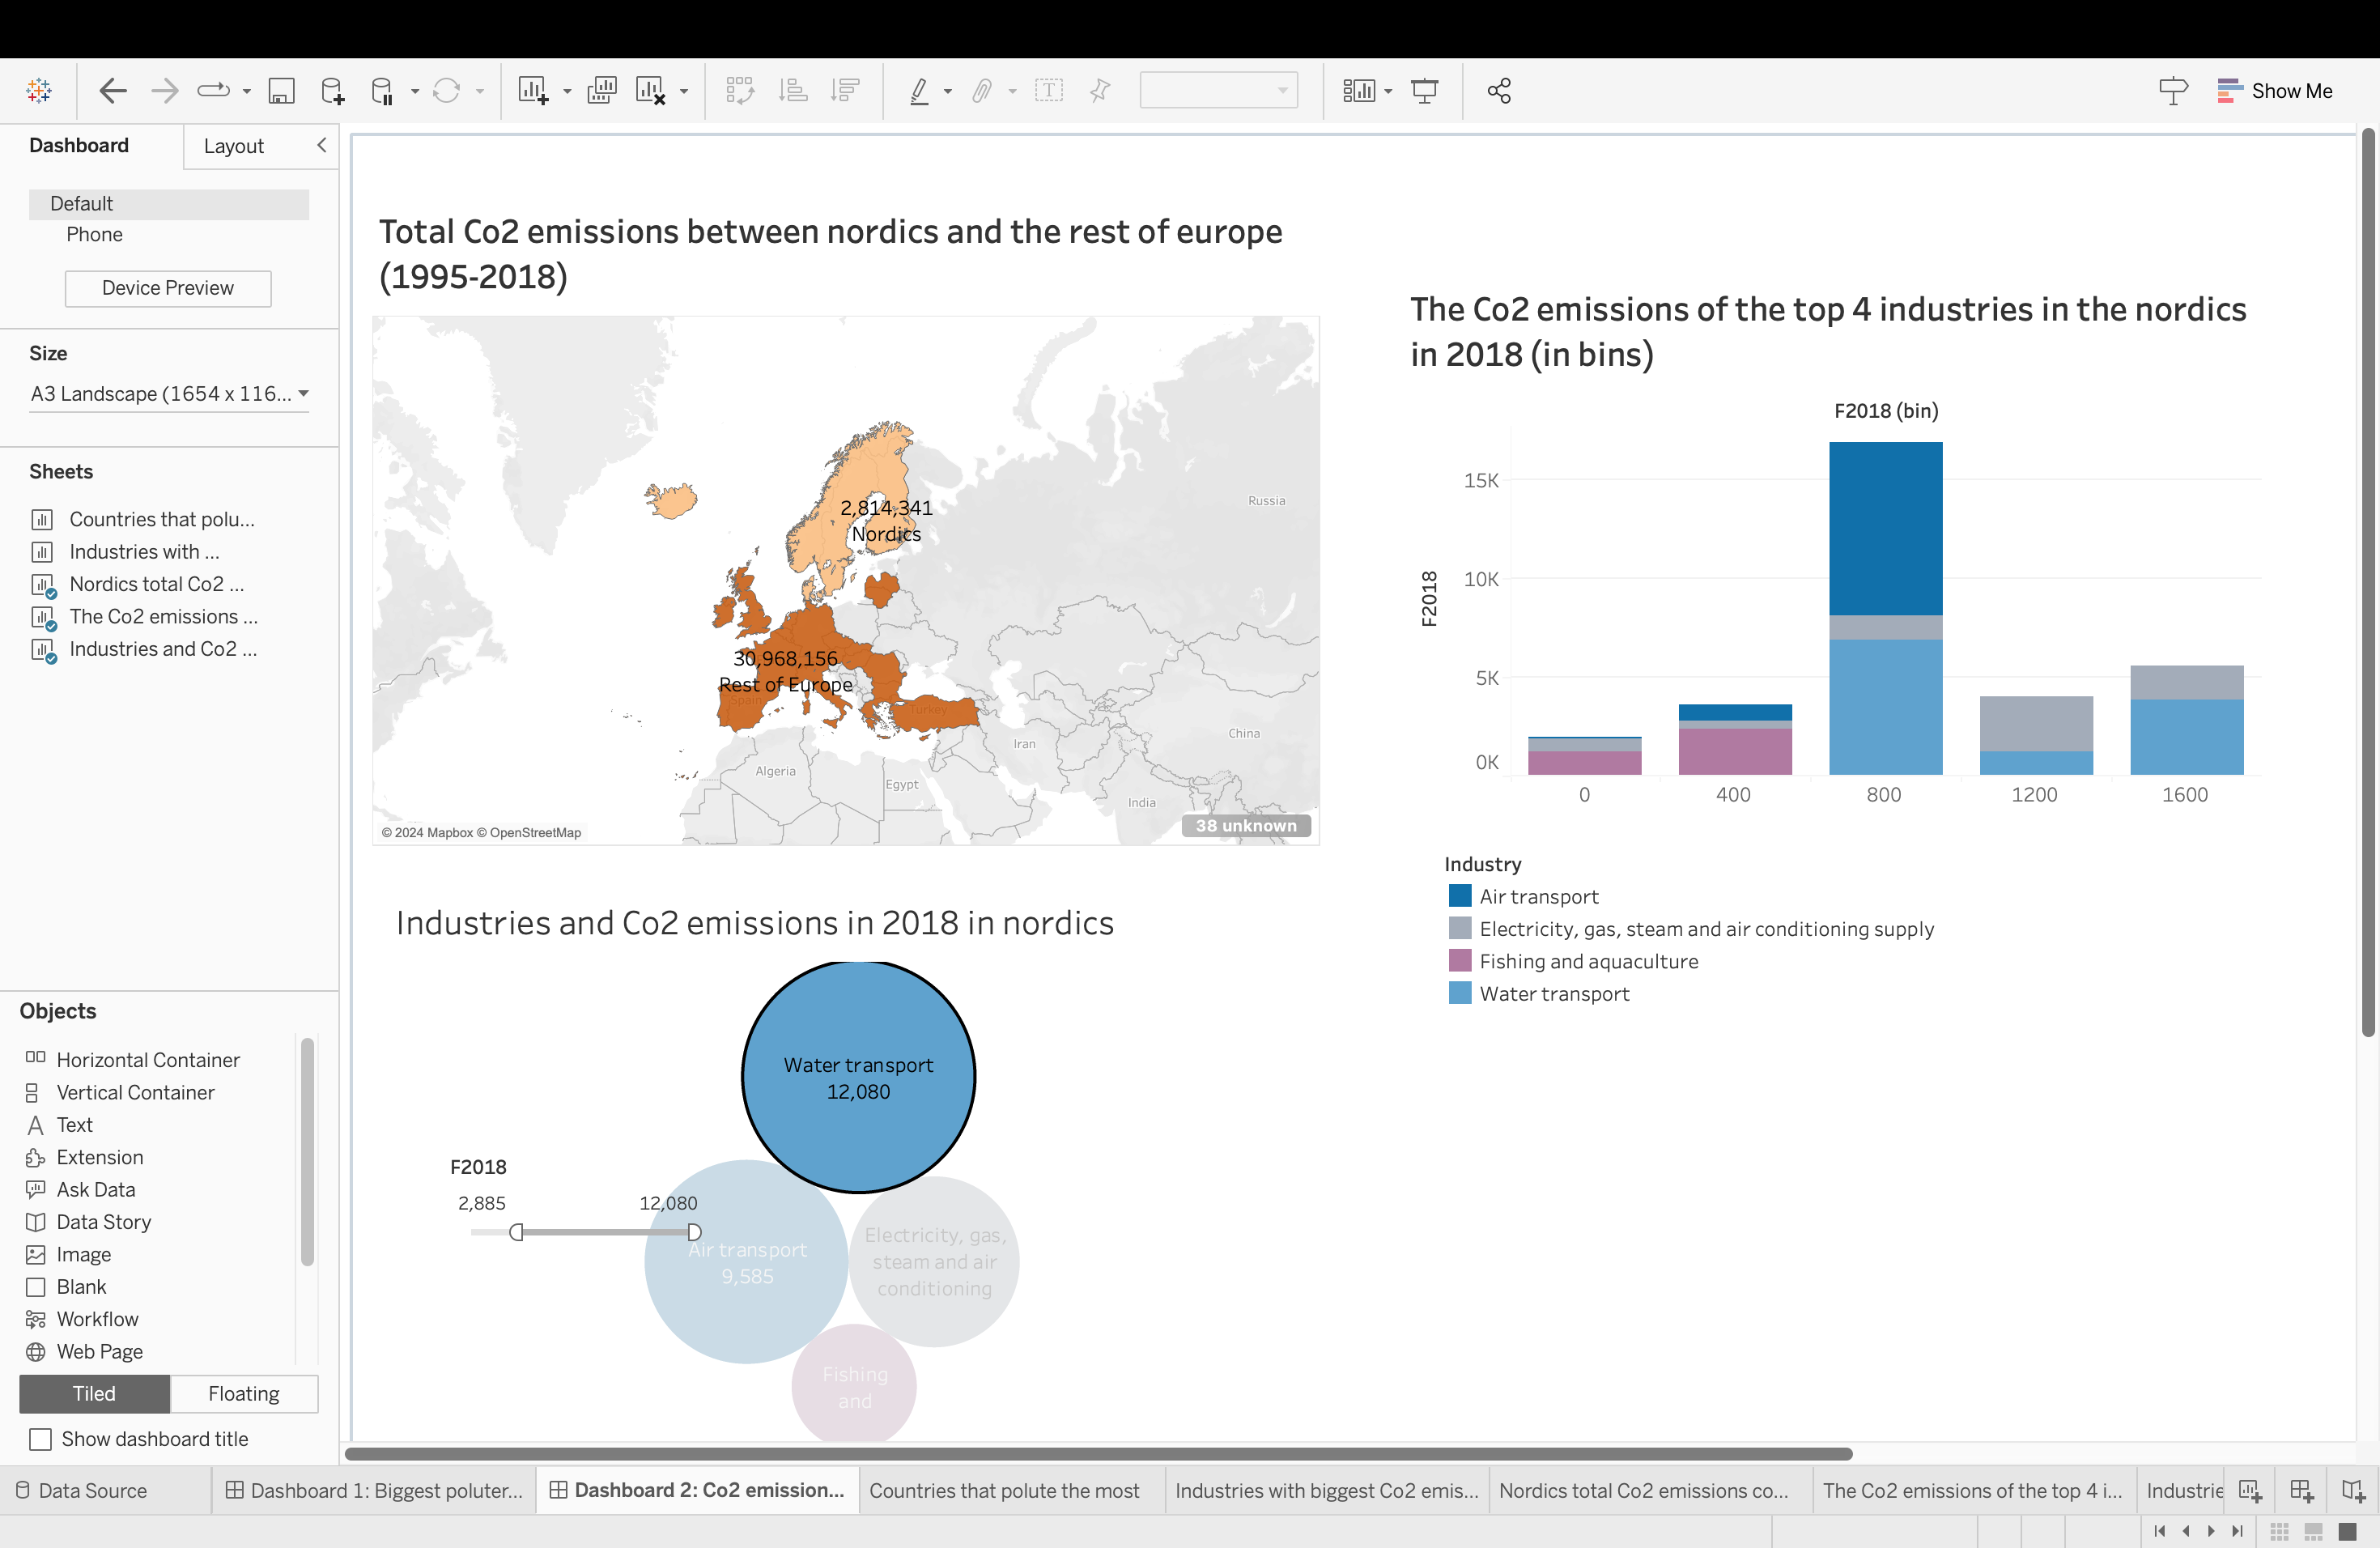 Show Me
Dashboard
Layout
Default
Phone
Device Preview
Size
A3 Landscape (1654 x 116...
Sheets
Countries that polu...
Industries with ...
Nordics total Co2 ...
The Co2 emissions ...
Industries and Co2 ...
Objects
Horizontal Container
Vertical Container
Text
Extension
Ask Data
Data Story
Image
Blank
Workflow
Web Page
Tiled
Floating
Show dashboard title
Total Co2 emissions between nordics and the rest of europe
(1995-2018)
2,814,341
Nordics
30,968,156
Rest of Europe
Spain
Turkey
Russia
China
Iran
India
Algeria
Egypt
© 2024 Mapbox © OpenStreetMap
38 unknown
The Co2 emissions of the top 4 industries in the nordics
in 2018 (in bins)
F2018 (bin)
F2018
15K
10K
5K
0K
0
400
800
1200
1600
Industry
Air transport
Electricity, gas, steam and air conditioning supply
Fishing and aquaculture
Water transport
Industries and Co2 emissions in 2018 in nordics
Water transport
12,080
F2018
2,885
12,080
Air transport
9,585
Electricity, gas,
steam and air
conditioning
Fishing
and
Data Source
Dashboard 1: Biggest poluter...
Dashboard 2: Co2 emission...
Countries that polute the most
Industries with biggest Co2 emis...
Nordics total Co2 emissions co...
The Co2 emissions of the top 4 i...
Industrie